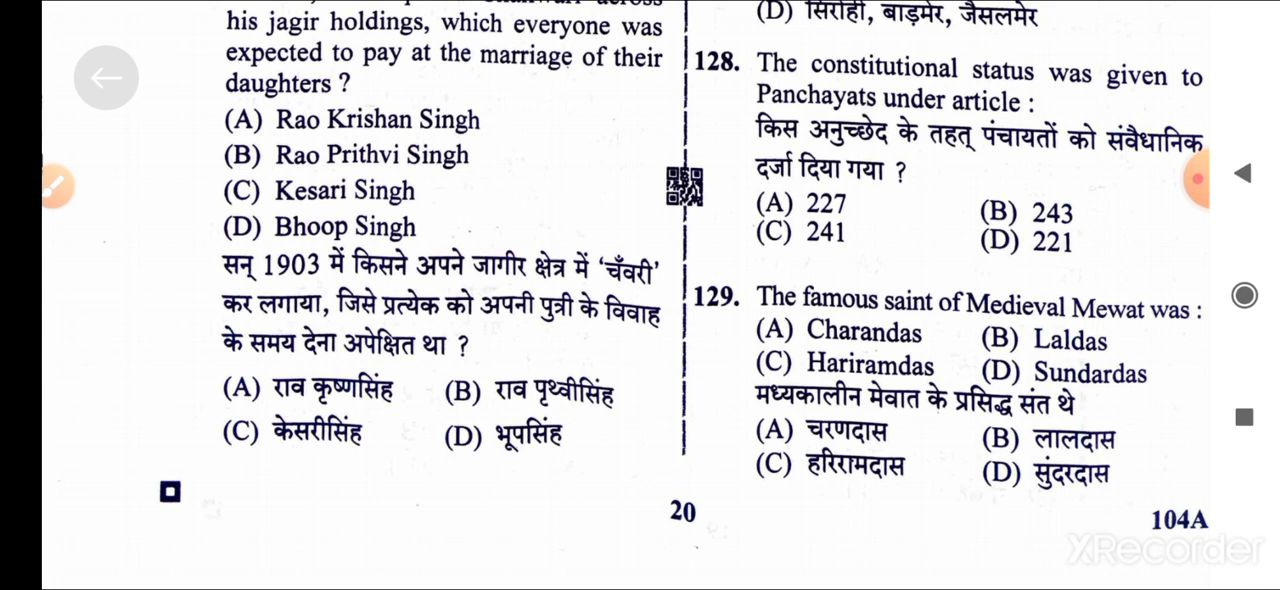 his jagir holdings, which everyone was
expected to pay at the marriage of their
daughters ?
(A) Rao Krishan Singh
(B) Rao Prithvi Singh
(C) Kesari Singh
(D) Bhoop Singh
सन् 1903 में किसने अपने जागीर क्षेत्र में ‘चँवरी’
कर लगाया, जिसे प्रत्येक को अपनी पुत्री के विवाह
के समय देना अपेक्षित था ?
(A) राव कृष्णसिंह (B) राव पृथ्वीसिंह
(C) केसरीसिंह (D) भूपसिंह
(D) सिरोही, बाड़मेर, जैसलमेर
128. The constitutional status was given to
Panchayats under article :
किस अनुच्छेद के तहत् पंचायतों को संवैधानिक
दर्जा दिया गया ?
(A) 227 (B) 243
(C) 241 (D) 221
129. The famous saint of Medieval Mewat was :
(A) Charandas (B) Laldas
(C) Hariramdas (D) Sundardas
मध्यकालीन मेवात के प्रसिद्ध संत थे
(A) चरणदास (B) लालदास
(C) हरिरामदास (D) सुंदरदास
20
104A
XRecorder